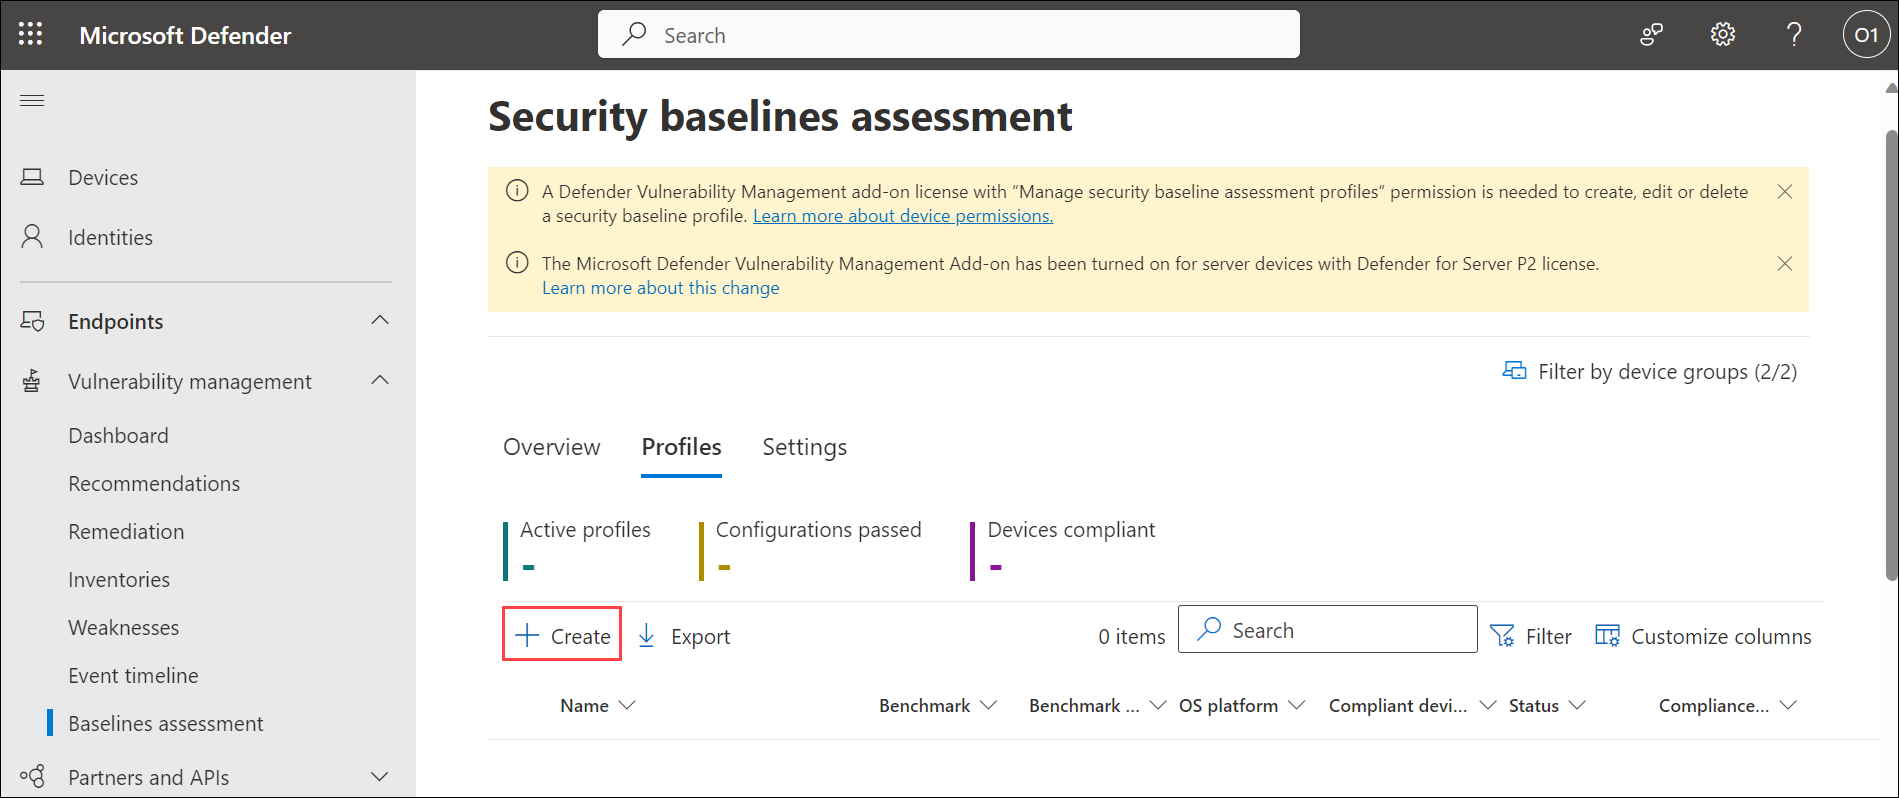 Microsoft Defender
Search
O1
Devices
Identities
Endpoints
Vulnerability management
Dashboard
Recommendations
Remediation
Inventories
Weaknesses
Event timeline
Baselines assessment
Partners and APIs
Security baselines assessment
A Defender Vulnerability Management add-on license with “Manage security baseline assessment profiles” permission is needed to create, edit or delete
a security baseline profile. Learn more about device permissions.
The Microsoft Defender Vulnerability Management Add-on has been turned on for server devices with Defender for Server P2 license.
Learn more about this change
Filter by device groups (2/2)
Overview Profiles Settings
Active profiles Configurations passed Devices compliant
- - -
Create Export 0 items Search Filter Customize columns
Name Benchmark Benchmark ... OS platform Compliant devi... Status Compliance...